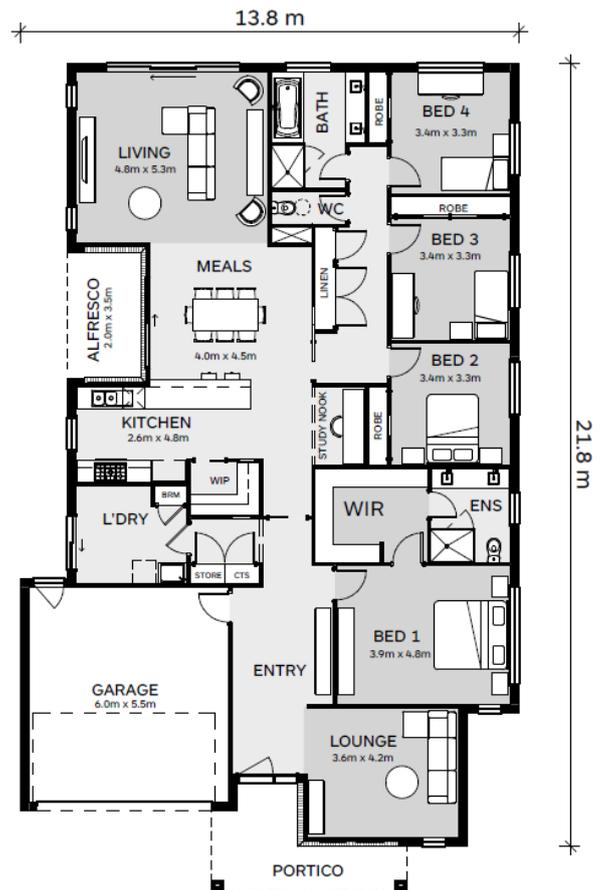 13.8 m
BATH
ROBE
BED 4
3.4m x 3.3m
LIVING
4.8m x 5.3m
WC
ROBE
BED 3
3.4m x 3.3m
MEALS
LINEN
ALFRESCO
2.0m x 3.5m
4.0m x 4.5m
BED 2
3.4m x 3.3m
KITCHEN
2.6m x 4.8m
STUDY NOOK
ROBE
21.8 m
WIP
BRM
L'DRY
WIR
ENS
STORE
CTS
BED 1
3.9m x 4.8m
ENTRY
GARAGE
6.0m x 5.5m
LOUNGE
3.6m x 4.2m
PORTICO